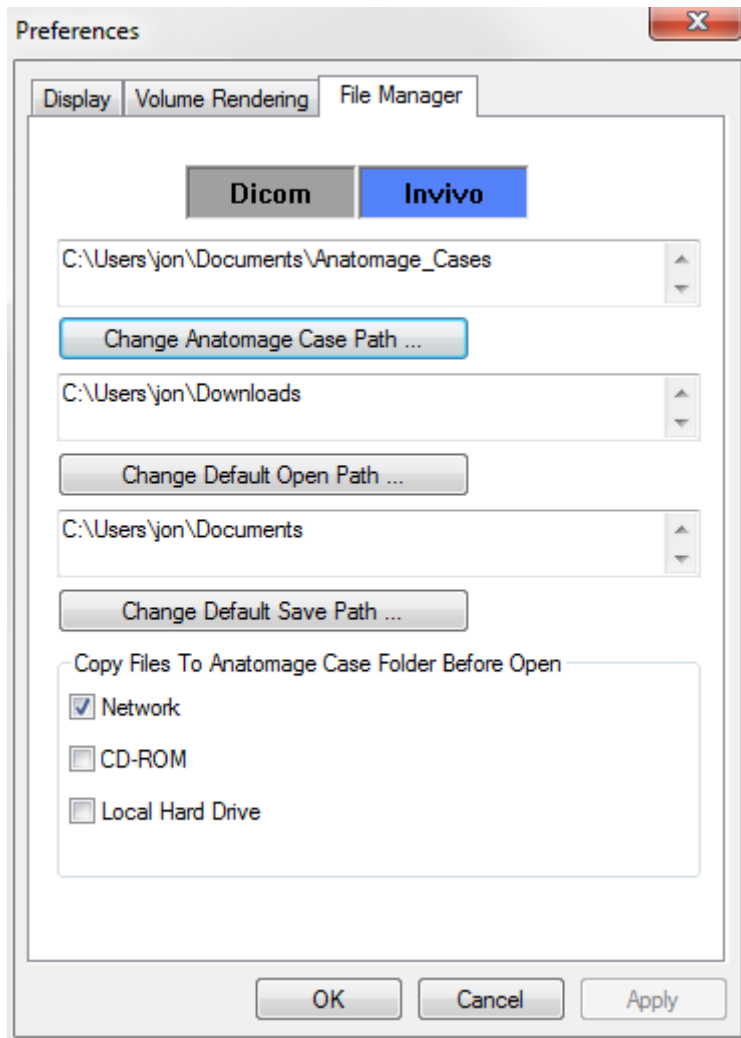 Preferences
Display Volume Rendering File Manager
Dicom Invivo
C:\Users\jon\Documents\Anatomage_Cases
Change Anatomage Case Path ...
C:\Users\jon\Downloads
Change Default Open Path ...
C:\Users\jon\Documents
Change Default Save Path ...
Copy Files To Anatomage Case Folder Before Open
Network
CD-ROM
Local Hard Drive
OK Cancel Apply